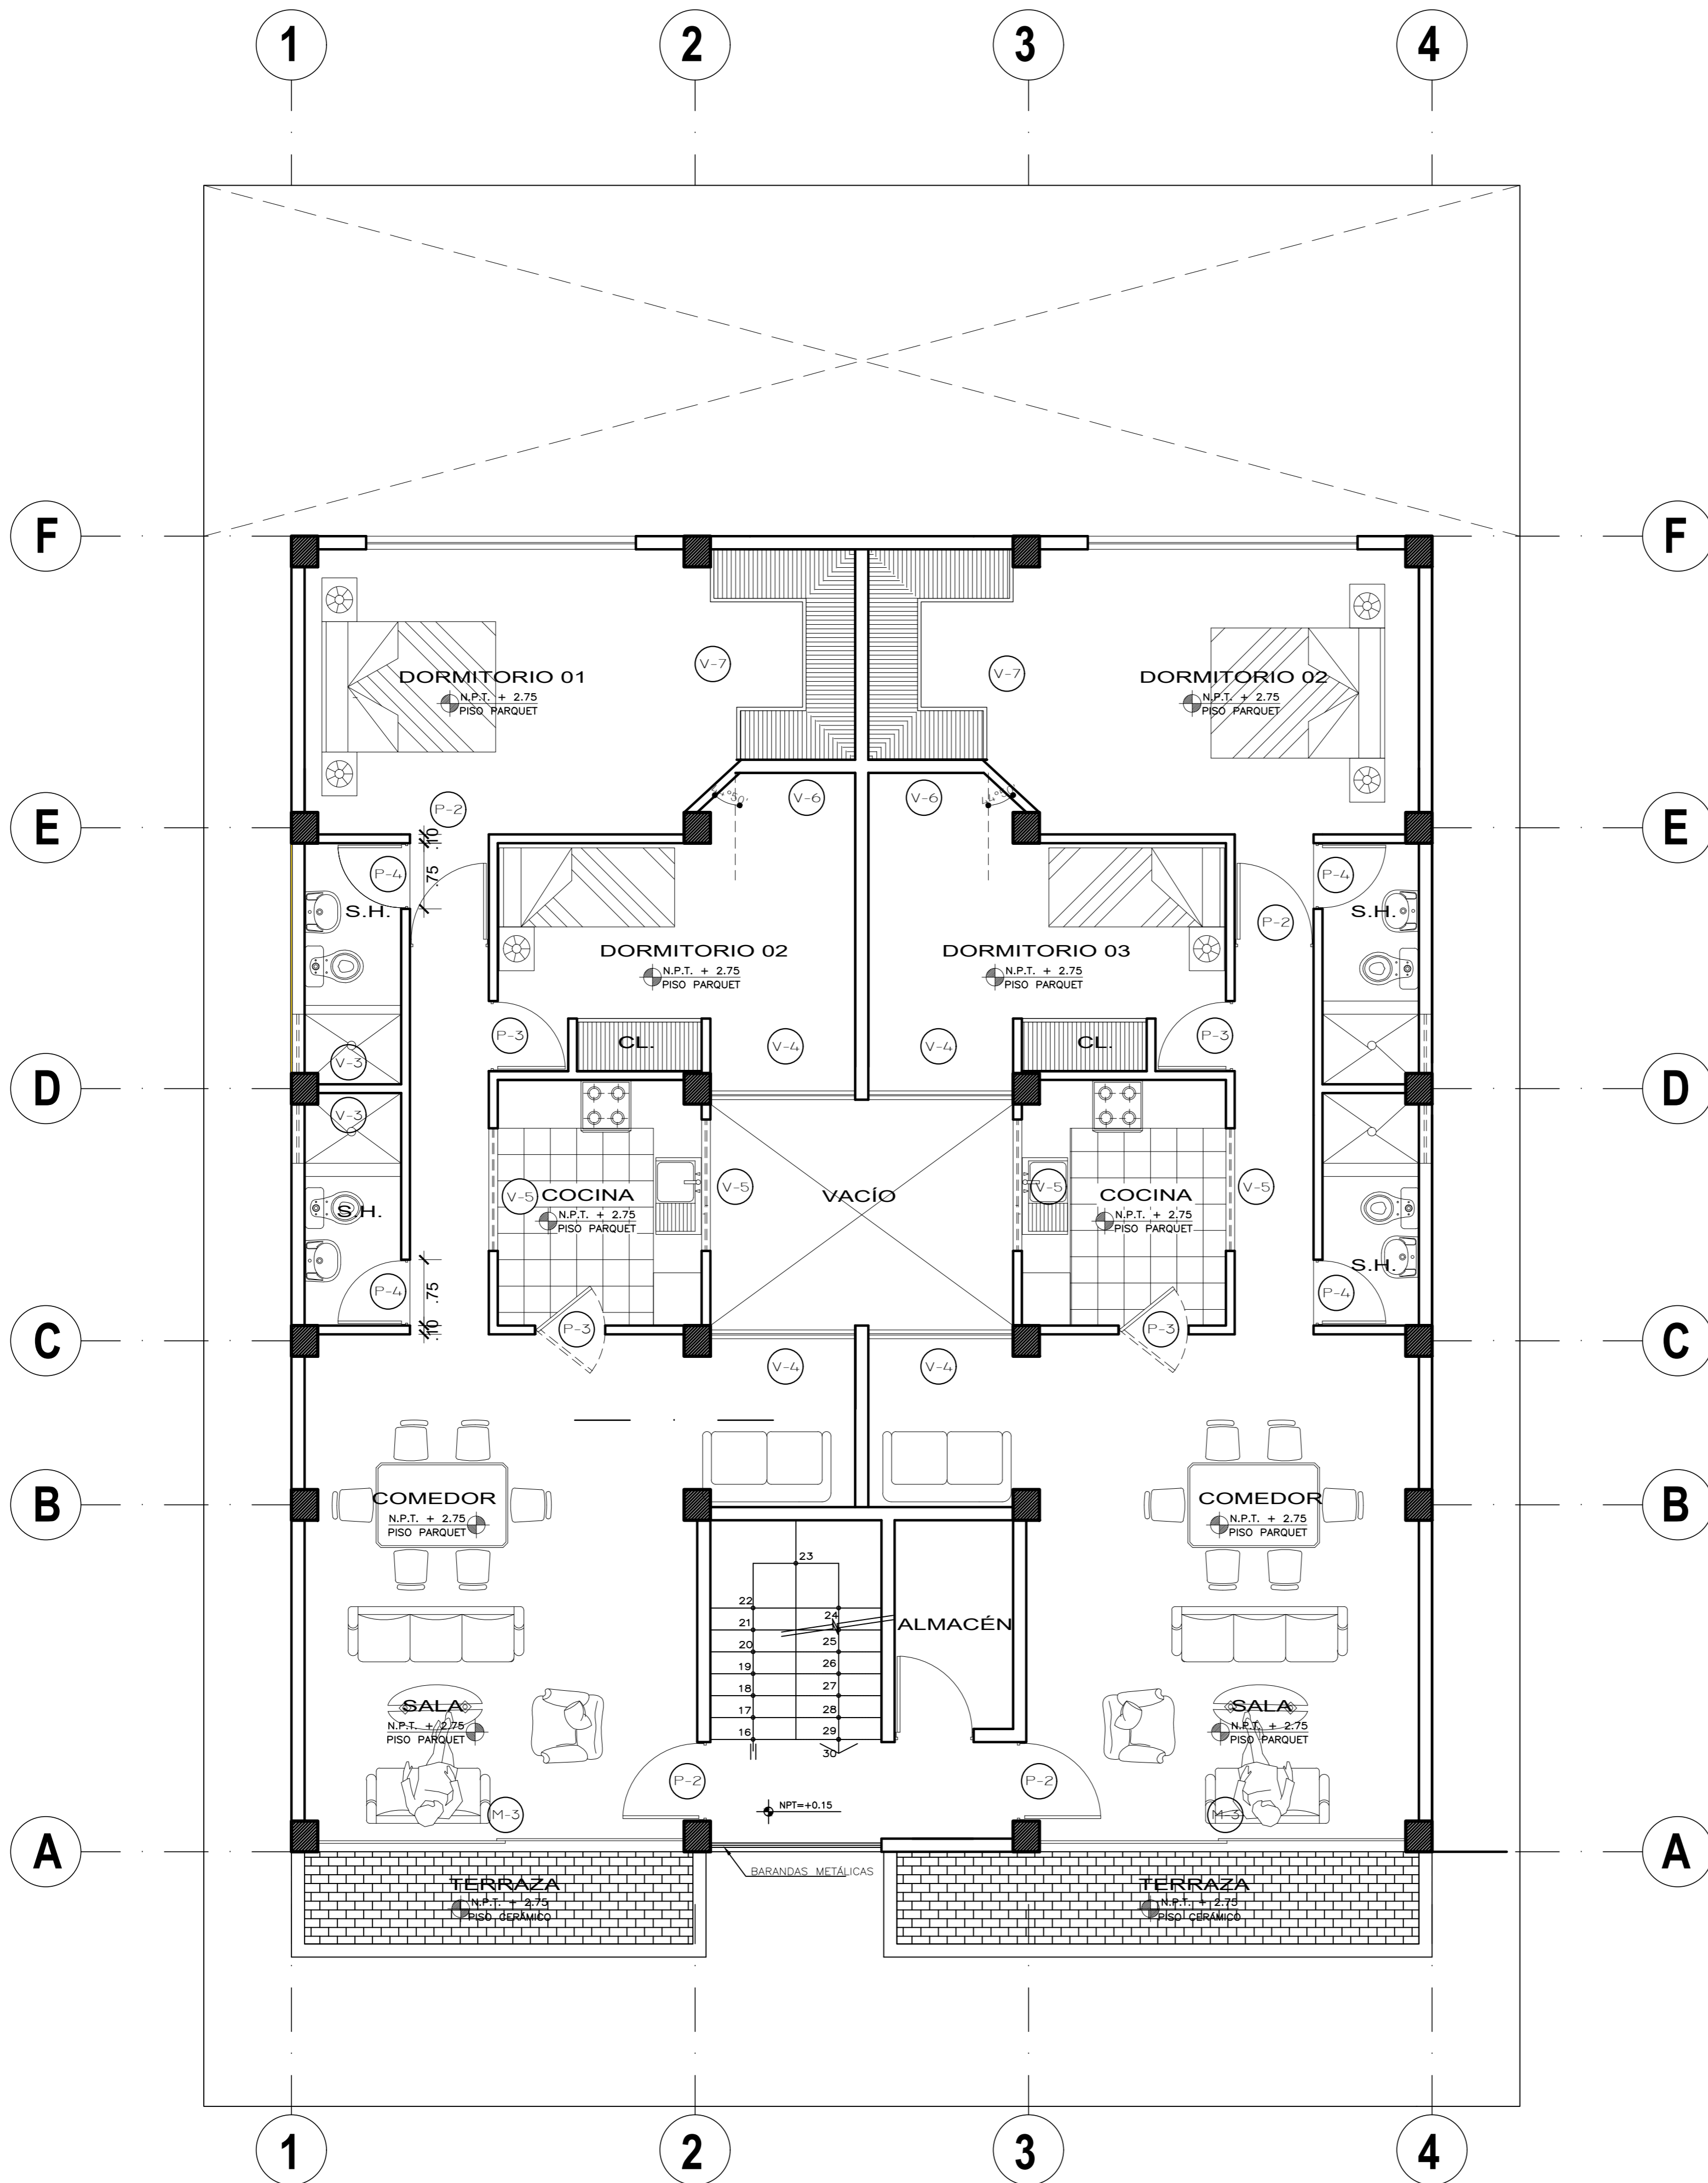 1 2 3 4
F F
V-7 V-7
DORMITORIO 01 DORMITORIO 02
N.P.T. + 2.75 N.P.T. + 2.75
PISO PARQUET PISO PARQUET
V-6 V-6
P-2
E E
.10
P-4 .75 P-4
S.H. S.H.
P-2
DORMITORIO 02 DORMITORIO 03
N.P.T. + 2.75 N.P.T. + 2.75
PISO PARQUET PISO PARQUET
P-3 CL. V-4 V-4 CL. P-3
V-3
D D
V-3
V-5 COCINA V-5 VACÍO V-5 COCINA V-5
N.P.T. + 2.75 N.P.T. + 2.75
PISO PARQUET PISO PARQUET
S.H. S.H.
P-4 .75 P-4
.10
P-3 P-3
C C
V-4 V-4
COMEDOR COMEDOR
B B
N.P.T. + 2.75 N.P.T. + 2.75
PISO PARQUET PISO PARQUET
23
22 24
21
20 25
19 26
18 27
17 28
16 29
30
ALMACÉN
SALA SALA
N.P.T. + 2.75 N.P.T. + 2.75
PISO PARQUET PISO PARQUET
P-2 P-2
NPT=+0.15
M-3 M-3
A A
BARANDAS METÁLICAS
TERRAZA TERRAZA
N.P.T. + 2.75 N.P.T. + 2.75
PISO CERÁMICO PISO CERÁMICO
1 2 3 4